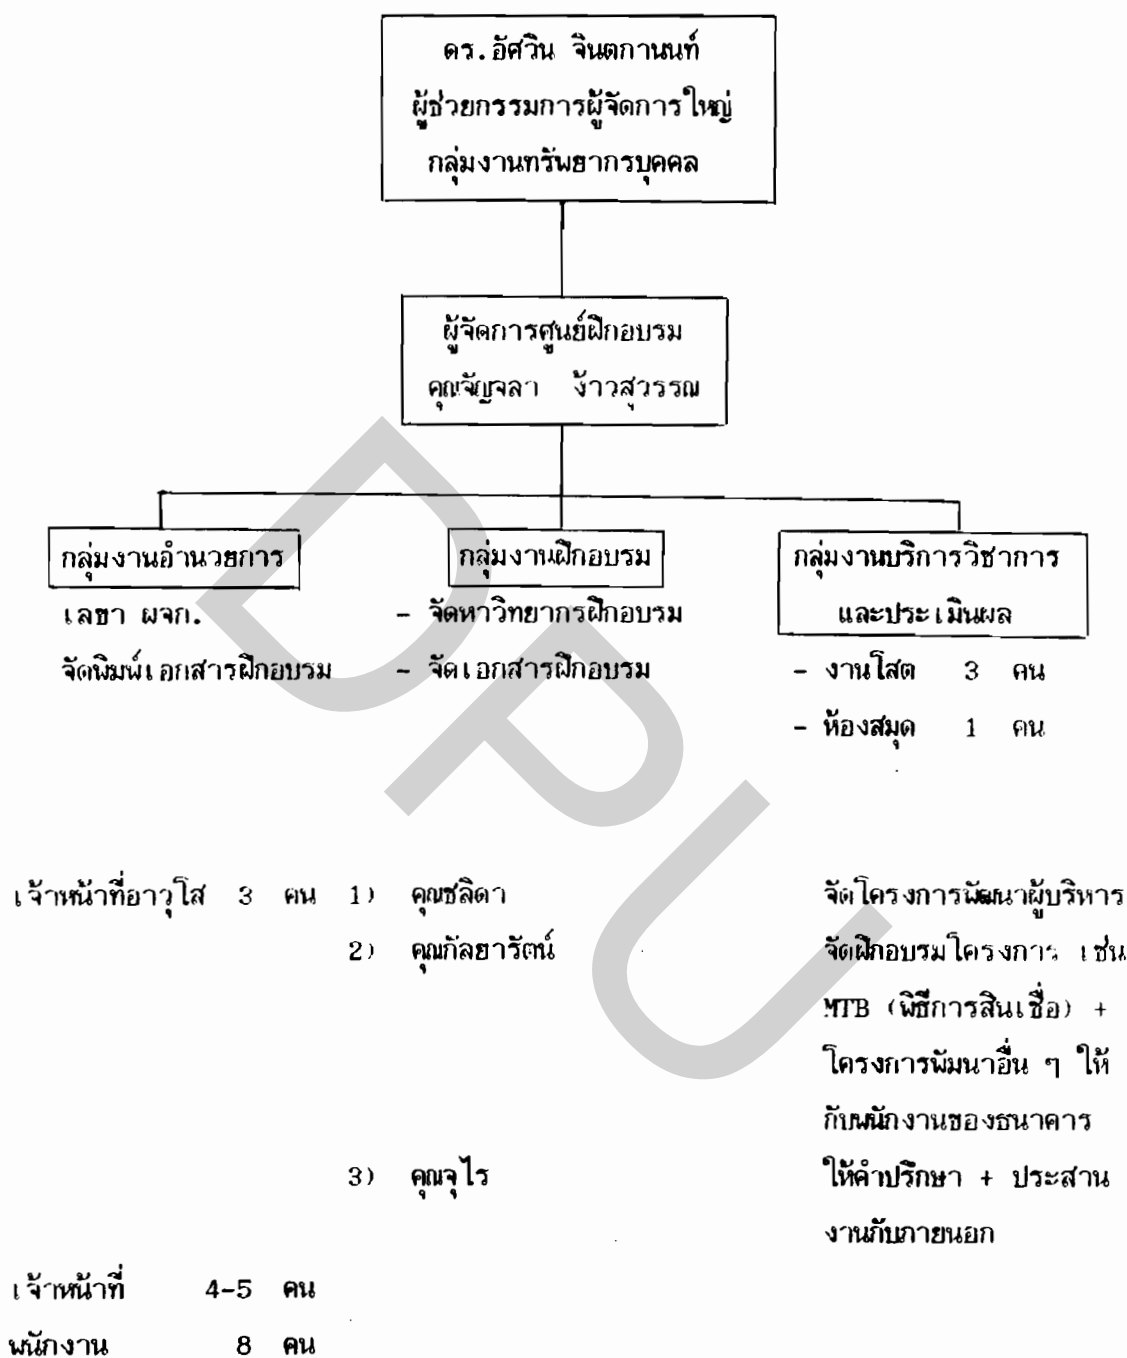 ดร.อัศวิน จินตกานนท์
ผู้ช่วยกรรมการผู้จัดการใหญ่
กลุ่มงานทรัพยากรบุคคล
ผู้จัดการศูนย์ฝึกอบรม
คุณจัญจลา ง้าวสุวรรณ
กลุ่มงานอำนวยการ
เลขา ผจก.
จัดพิมพ์เอกสารฝึกอบรม
กลุ่มงานฝึกอบรม
- จัดหาวิทยากรฝึกอบรม
- จัดเอกสารฝึกอบรม
กลุ่มงานบริการวิชาการ
และประเมินผล
- งานโสต 3 คน
- ห้องสมุด 1 คน
DPU
เจ้าหน้าที่อาวุโส 3 คน 1) คุณชลิดา จัดโครงการพัฒนาผู้บริหาร
2) คุณกัลยารัตน์ จัดฝึกอบรมโครงการ เช่น
MTB (พิธีการสินเชื่อ) +
โครงการพัมนาอื่น ๆ ให้
กับพนักงานของธนาคาร
3) คุณจุไร ให้คำปรึกษา + ประสาน
งานกับภายนอก
เจ้าหน้าที่ 4-5 คน
พนักงาน 8 คน